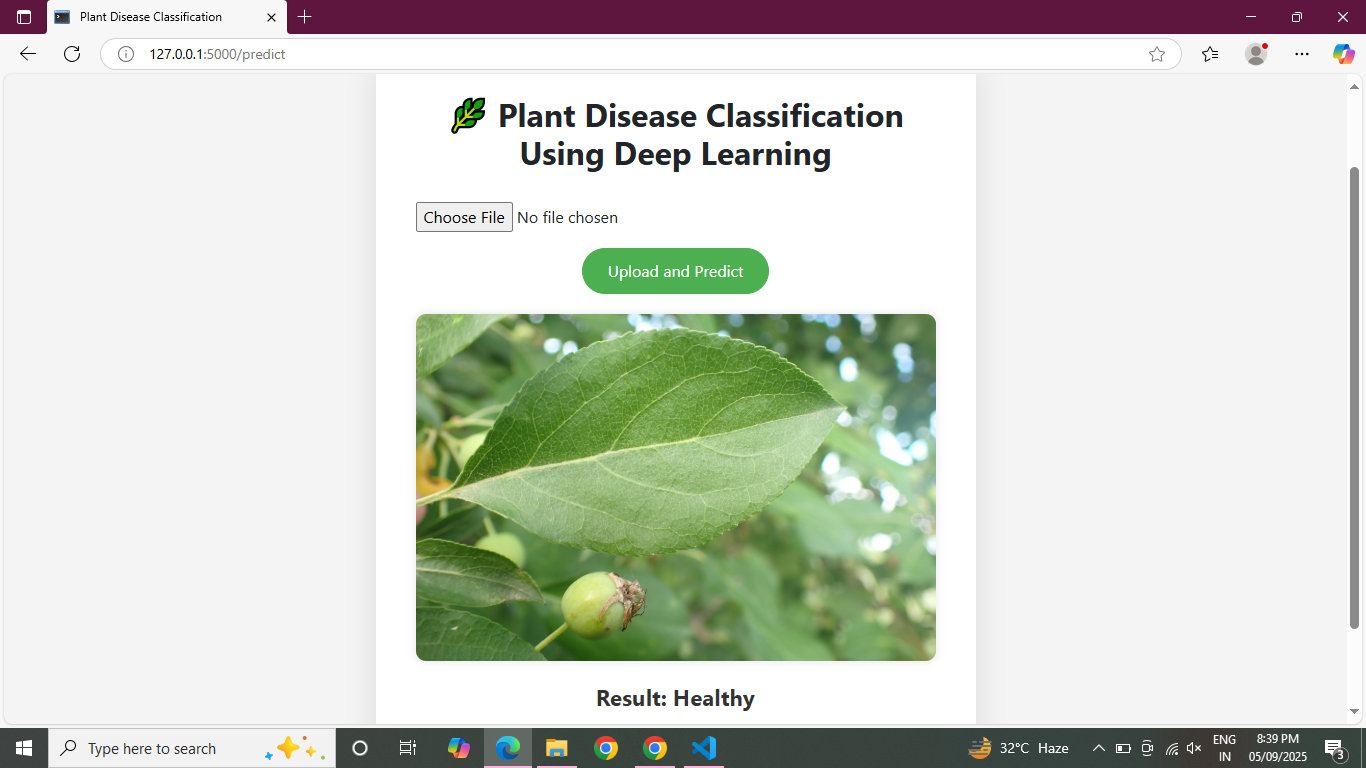 Plant Disease Classification
127.0.0.1:5000/predict
Plant Disease Classification
Using Deep Learning
Choose File No file chosen
Upload and Predict
Result: Healthy
Type here to search
32°C Haze
ENG
IN
8:39 PM
05/09/2025
3